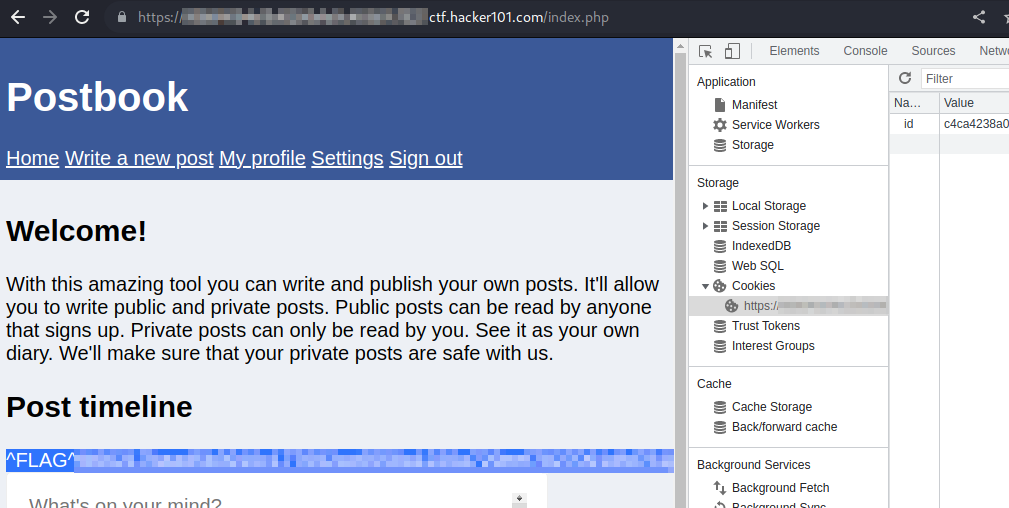 https://
ctf.hacker101.com/index.php
Postbook
Home Write a new post My profile Settings Sign out
Welcome!
With this amazing tool you can write and publish your own posts. It'll allow
you to write public and private posts. Public posts can be read by anyone
that signs up. Private posts can only be read by you. See it as your own
diary. We'll make sure that your private posts are safe with us.
Post timeline
^FLAG^
What's on your mind?
Elements Console Sources Netw
Application
Manifest
Service Workers
Storage
Storage
Local Storage
Session Storage
IndexedDB
Web SQL
Cookies
https://
Trust Tokens
Interest Groups
Cache
Cache Storage
Back/forward cache
Background Services
Background Fetch
Background Sync
Filter
Na... Value
id c4ca4238a0